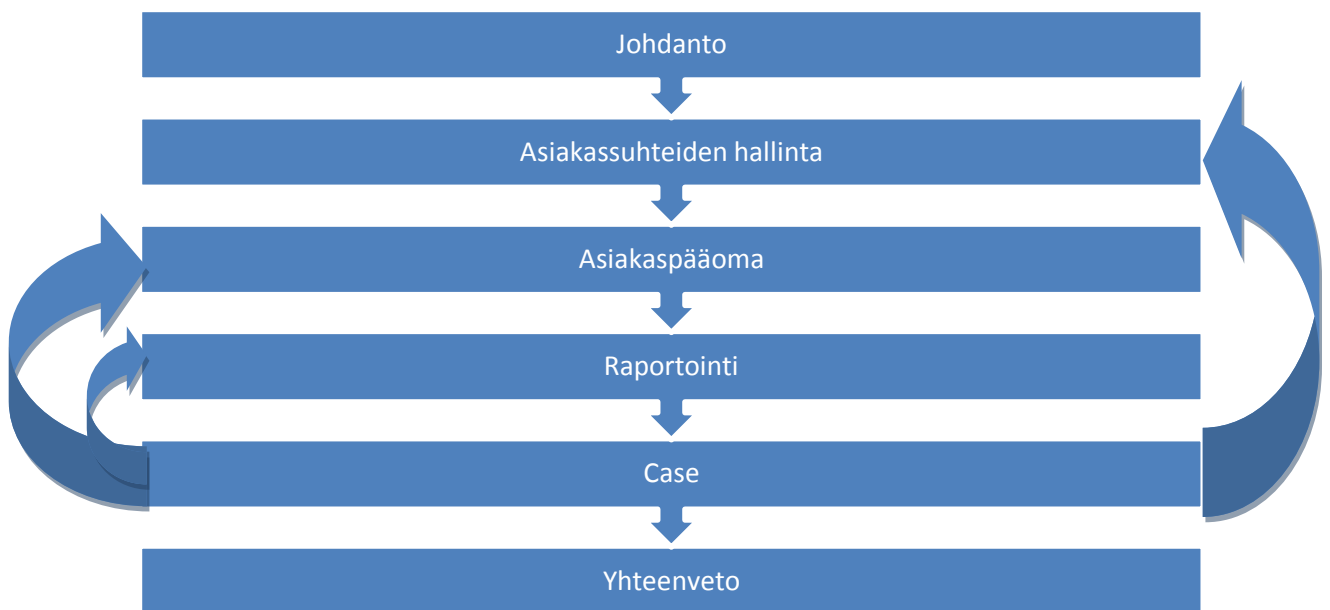 Johdanto
Asiakassuhteiden hallinta
Asiakaspääoma
Raportointi
Case
Yhteenveto